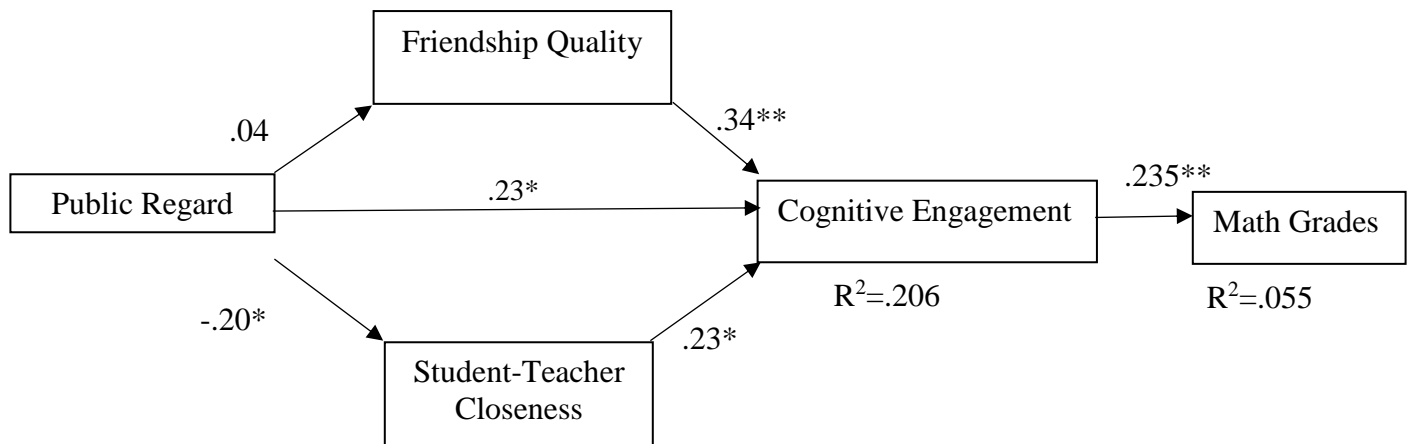 Friendship Quality
.04
.34**
Public Regard
.23*
Cognitive Engagement
.235**
Math Grades
R²=.206
R²=.055
-.20*
.23*
Student-Teacher
Closeness